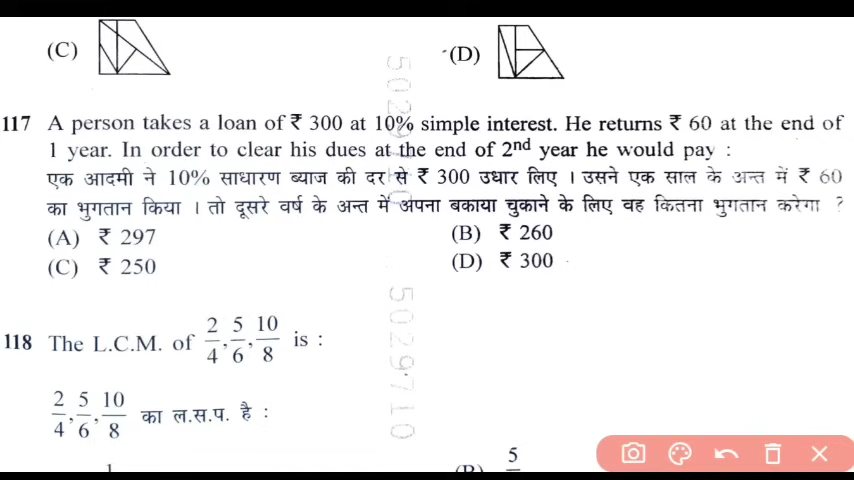 (C)
(D)
117 A person takes a loan of ₹ 300 at 10% simple interest. He returns ₹ 60 at the end of
1 year. In order to clear his dues at the end of 2nd year he would pay :
एक आदमी ने 10% साधारण ब्याज की दर से ₹ 300 उधार लिए । उसने एक साल के अन्त में ₹ 60
का भुगतान किया । तो दूसरे वर्ष के अन्त में अपना बकाया चुकाने के लिए वह कितना भुगतान करेगा ?
(A) ₹ 297
(B) ₹ 260
(C) ₹ 250
(D) ₹ 300
118 The L.C.M. of 2/4, 5/6, 10/8 is :
2/4, 5/6, 10/8 का ल.स.प. है :
1
(B) 5
5029710
5029710